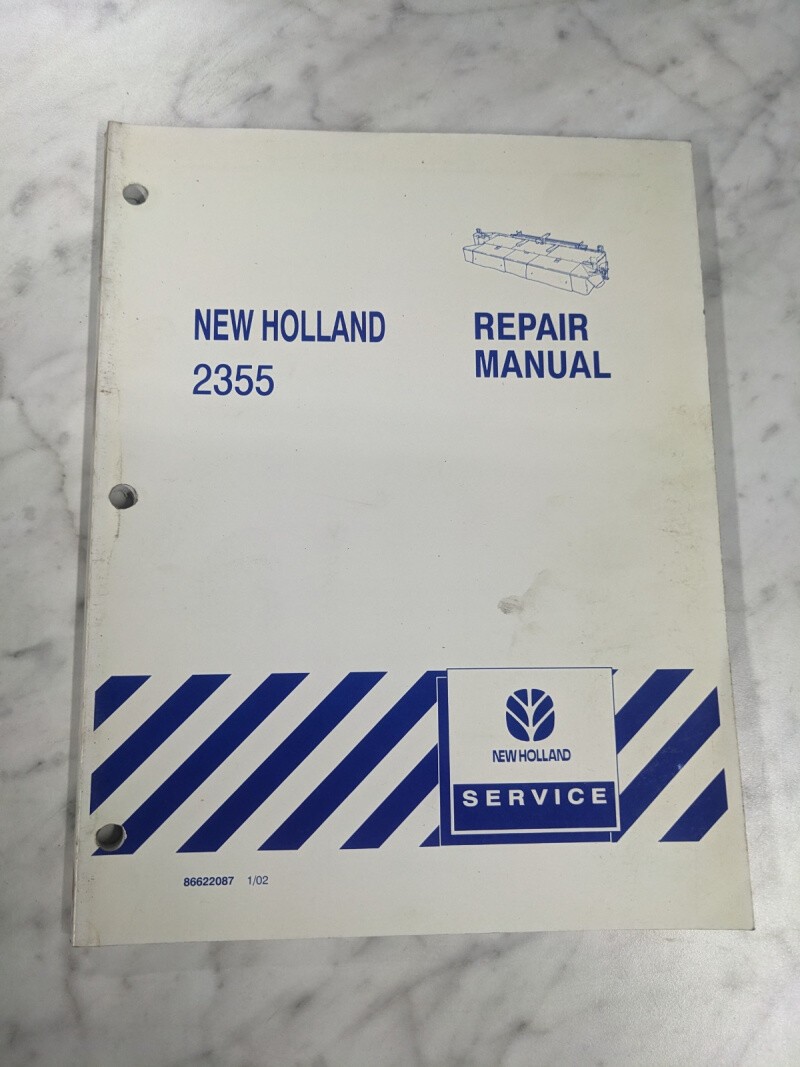 NEW HOLLAND
2355
REPAIR
MANUAL
NEW HOLLAND
SERVICE
86622087 1/02